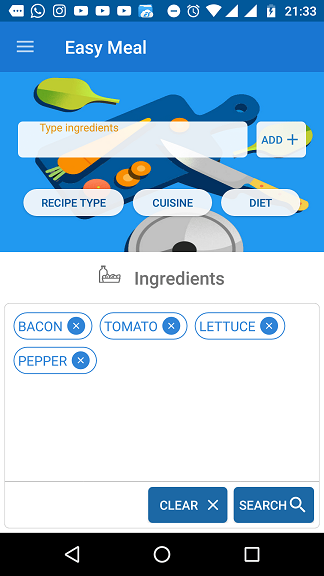 21:33
Easy Meal
Type ingredients
ADD
RECIPE TYPE CUISINE DIET
Ingredients
BACON TOMATO LETTUCE
PEPPER
CLEAR SEARCH